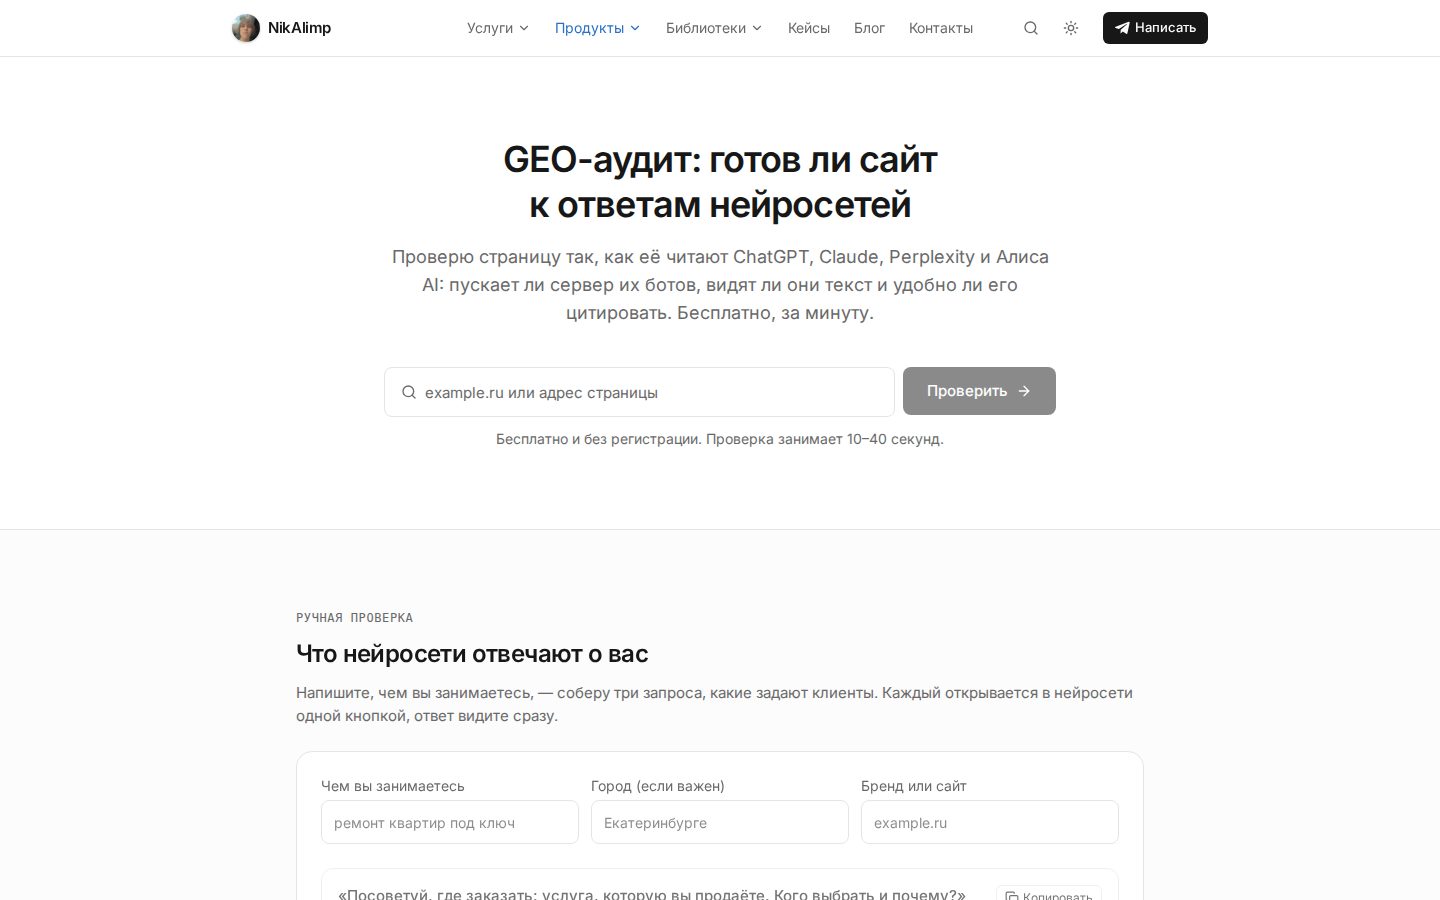 NikAlimp
Услуги
Продукты
Библиотеки
Кейсы
Блог
Контакты
Написать
GEO-аудит: готов ли сайт
к ответам нейросетей
Проверю страницу так, как её читают ChatGPT, Claude, Perplexity и Алиса
AI: пускает ли сервер их ботов, видят ли они текст и удобно ли его
цитировать. Бесплатно, за минуту.
example.ru или адрес страницы
Проверить
Бесплатно и без регистрации. Проверка занимает 10–40 секунд.
РУЧНАЯ ПРОВЕРКА
Что нейросети отвечают о вас
Напишите, чем вы занимаетесь, — соберу три запроса, какие задают клиенты. Каждый открывается в нейросети
одной кнопкой, ответ видите сразу.
Чем вы занимаетесь
Город (если важен)
Бренд или сайт
ремонт квартир под ключ
Екатеринбурге
example.ru
«Посоветуй, где заказать: услуга, которую вы продаёте. Кого выбрать и почему?»
Копировать